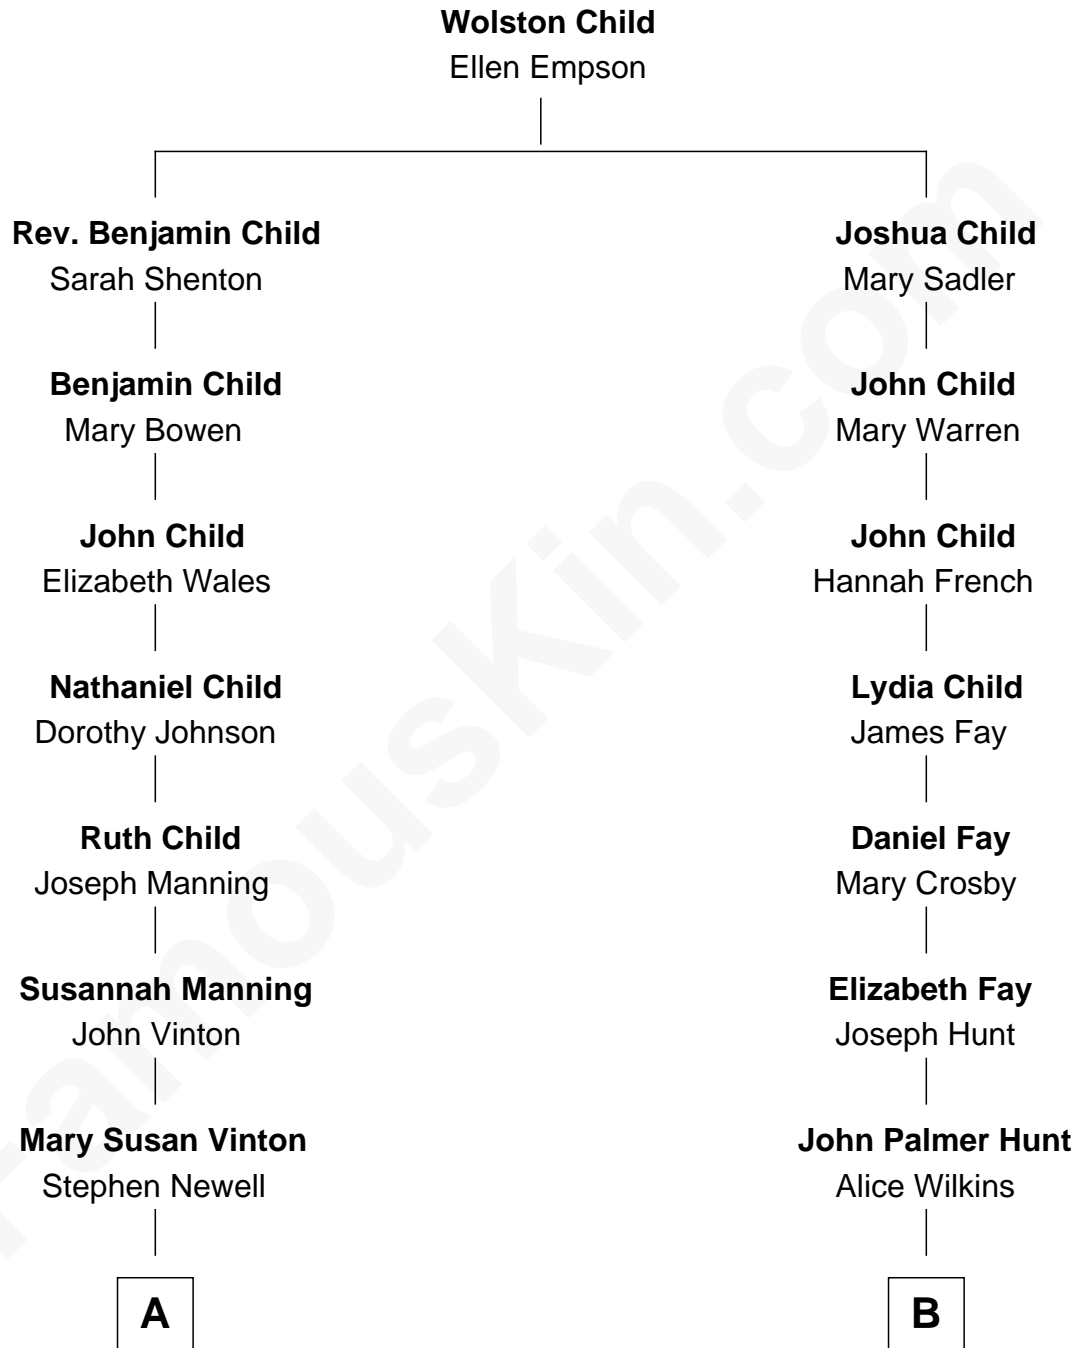 Wolston Child
Ellen Empson
Rev. Benjamin Child
Sarah Shenton
Joshua Child
Mary Sadler
Benjamin Child
Mary Bowen
John Child
Mary Warren
John Child
Elizabeth Wales
John Child
Hannah French
Nathaniel Child
Dorothy Johnson
Lydia Child
James Fay
Ruth Child
Joseph Manning
Daniel Fay
Mary Crosby
Susannah Manning
John Vinton
Elizabeth Fay
Joseph Hunt
Mary Susan Vinton
Stephen Newell
John Palmer Hunt
Alice Wilkins
A
B
FamousKin.com